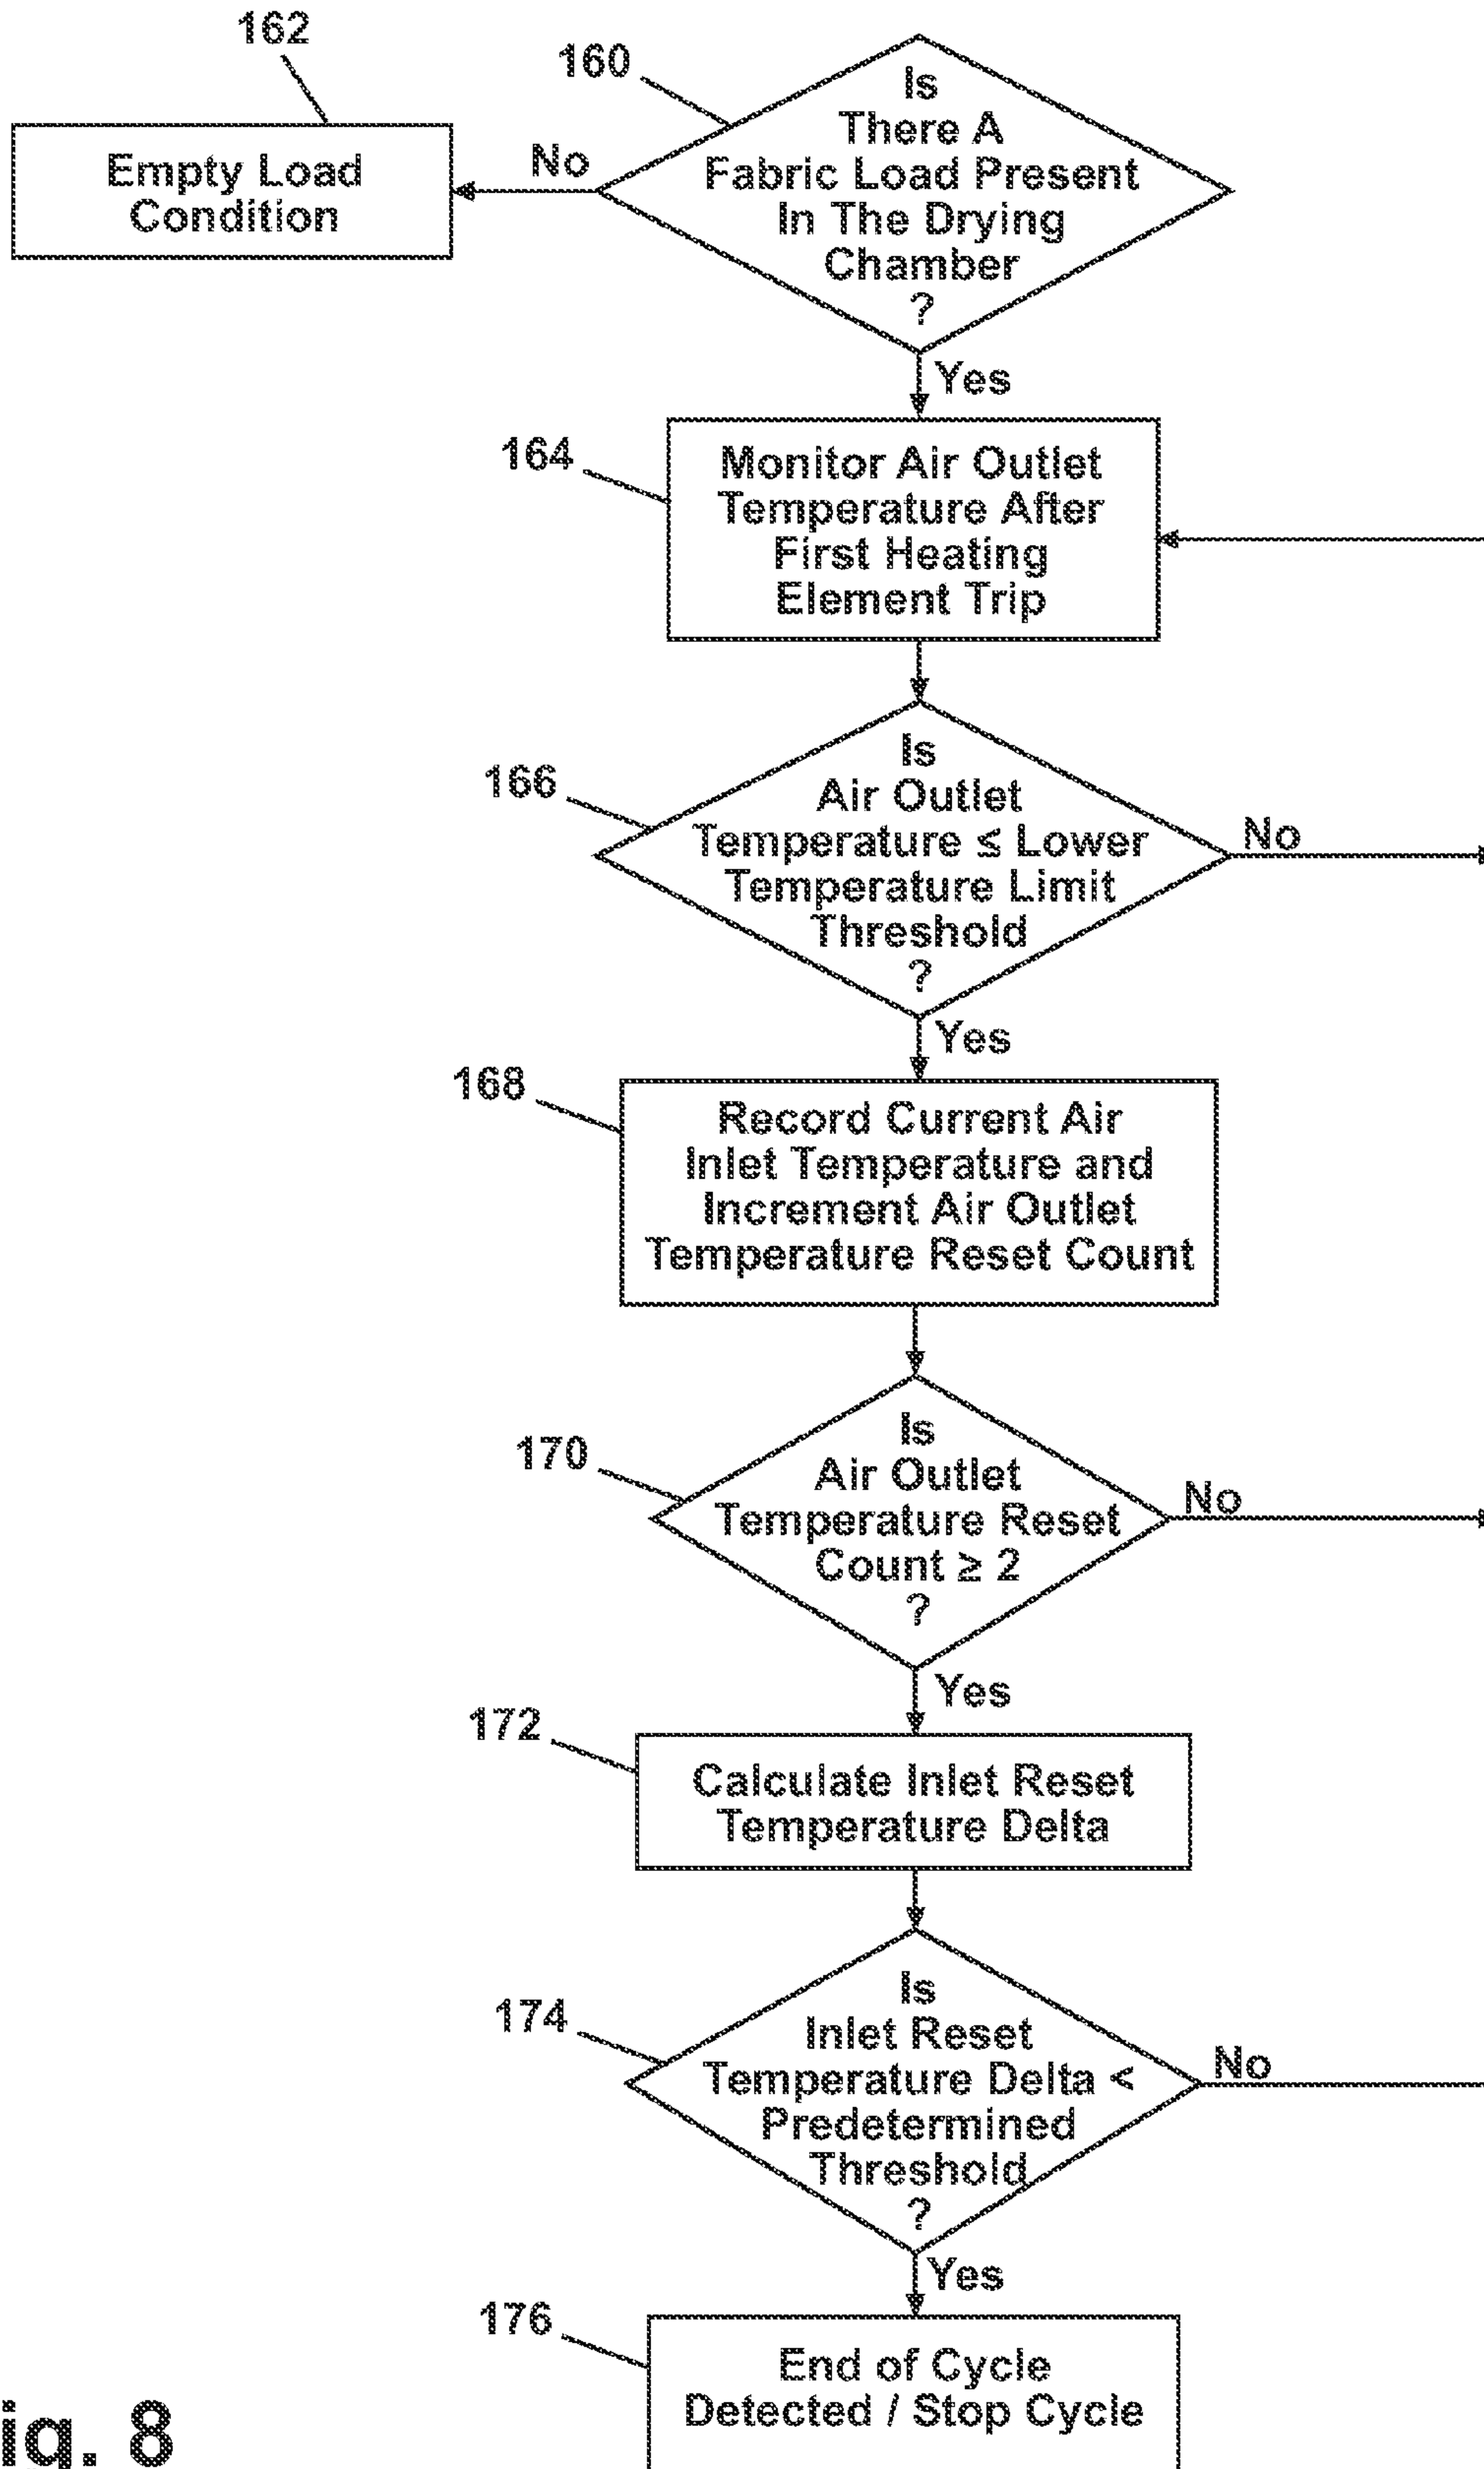 162
160
Is
There A
Fabric Load Present
In The Drying
Chamber
?
No
Empty Load
Condition
Yes
164
Monitor Air Outlet
Temperature After
First Heating
Element Trip
166
Is
Air Outlet
Temperature ≤ Lower
Temperature Limit
Threshold
?
No
Yes
168
Record Current Air
Inlet Temperature and
Increment Air Outlet
Temperature Reset Count
170
Is
Air Outlet
Temperature Reset
Count ≥ 2
?
No
Yes
172
Calculate Inlet Reset
Temperature Delta
174
Is
Inlet Reset
Temperature Delta <
Predetermined
Threshold
?
No
Yes
176
End of Cycle
Detected / Stop Cycle
ig. 8